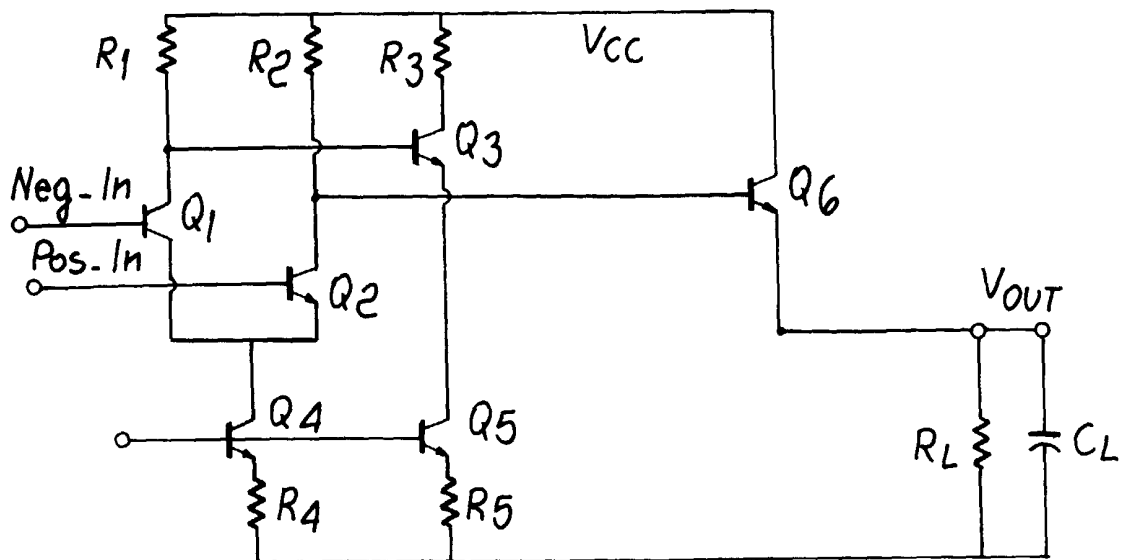 R1
R2
R3
VCC
Q3
Neg-In
Q1
Q6
Pos-In
Q2
VOUT
Q4
Q5
RL
CL
R4
R5